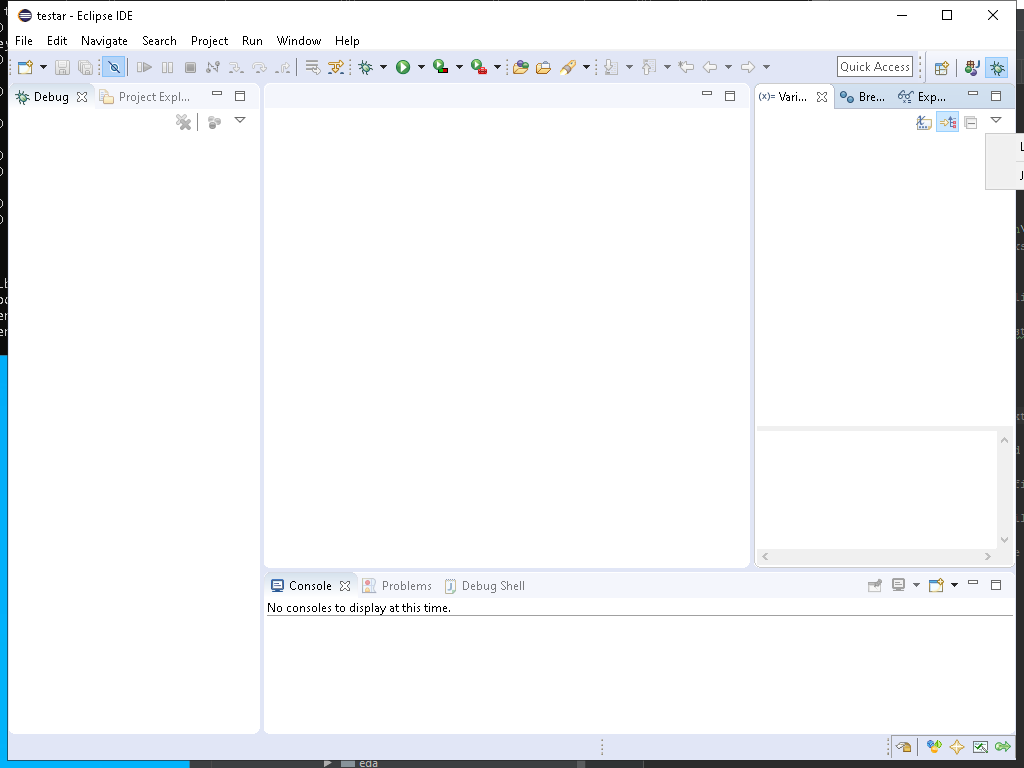 testar - Eclipse IDE
File Edit Navigate Search Project Run Window Help
Quick Access
Debug Project Expl...
(x)= Vari... Bre... Exp...
L
J
Console Problems Debug Shell
No consoles to display at this time.
eda